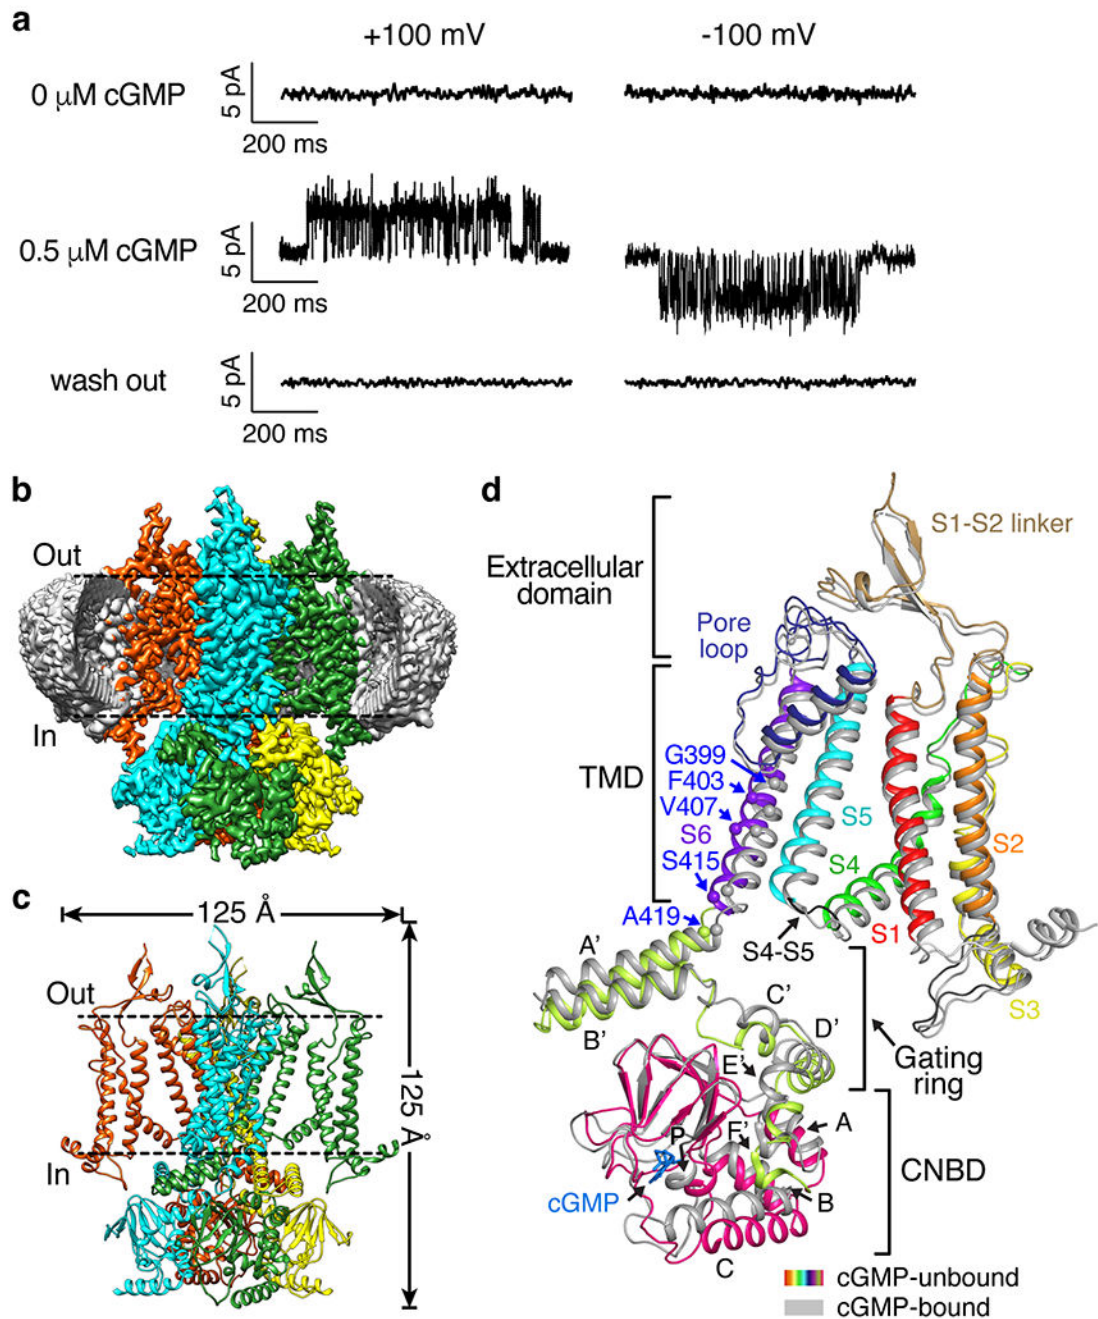 a
+100 mV
-100 mV
0 μM cGMP
5 pA
200 ms
0.5 μM cGMP
5 pA
200 ms
wash out
5 pA
200 ms
b
Out
In
c
125 Å
Out
125 Å
In
d
Extracellular
domain
S1-S2 linker
Pore
loop
TMD
G399
F403
V407
S6
S415
A419
S5
S4
S2
S1
S4-S5
S3
A'
B'
C'
D'
E'
Gating
ring
P
F'
A
cGMP
B
CNBD
C
cGMP-unbound
cGMP-bound